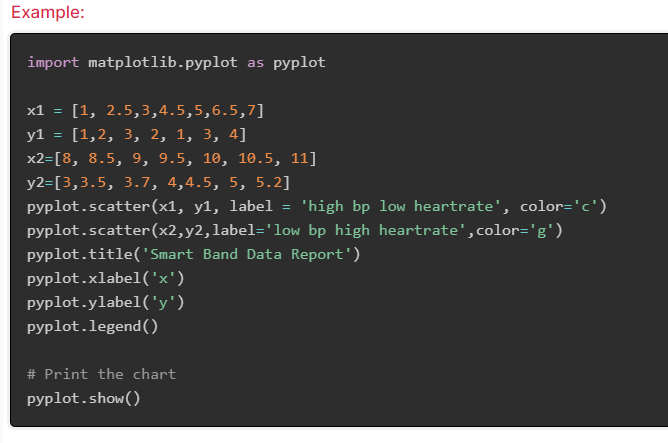 Example:
import matplotlib.pyplot as pyplot
x1 = [1, 2.5,3,4.5,5,6.5,7]
y1 = [1,2, 3, 2, 1, 3, 4]
x2=[8, 8.5, 9, 9.5, 10, 10.5, 11]
y2=[3,3.5, 3.7, 4,4.5, 5, 5.2]
pyplot.scatter(x1, y1, label = 'high bp low heartrate', color='c')
pyplot.scatter(x2,y2,label='low bp high heartrate',color='g')
pyplot.title('Smart Band Data Report')
pyplot.xlabel('x')
pyplot.ylabel('y')
pyplot.legend()
# Print the chart
pyplot.show()